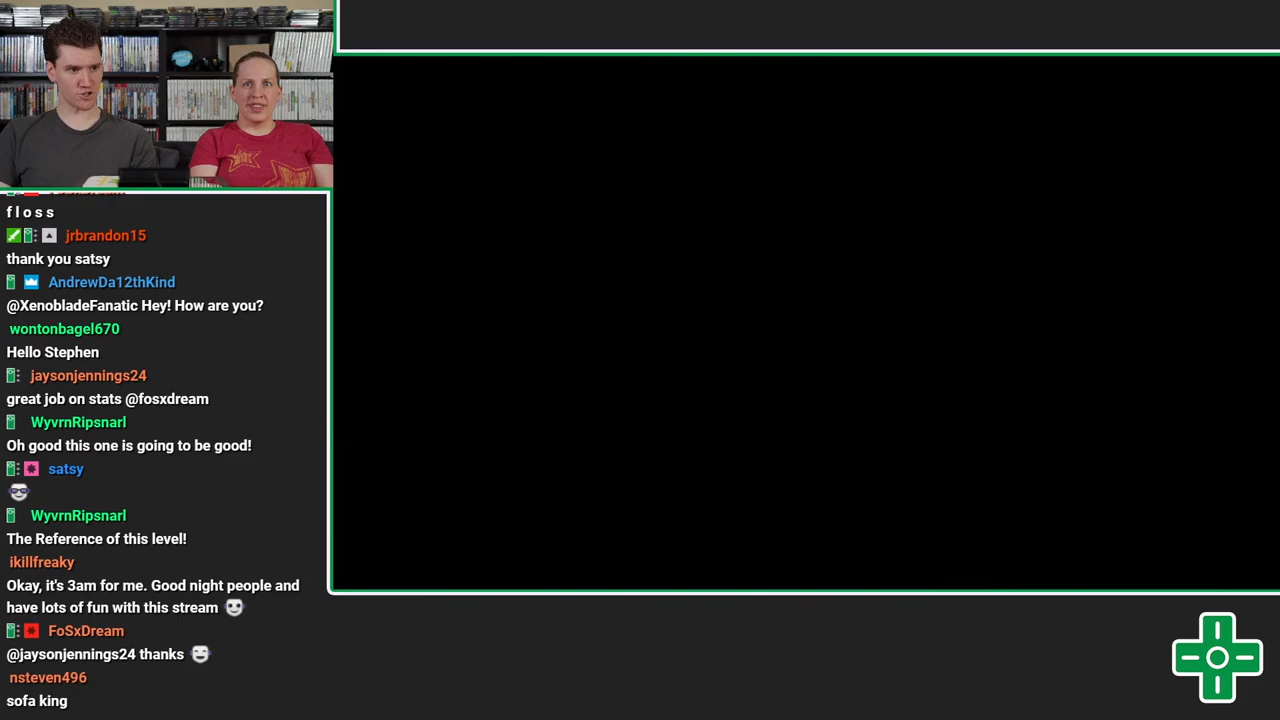 f l o s s
jrbrandon15
thank you satsy
AndrewDa12thKind
@XenobladeFanatic Hey! How are you?
wontonbagel670
Hello Stephen
jaysonjennings24
great job on stats @fosxdream
WyvrnRipsnarl
Oh good this one is going to be good!
satsy
WyvrnRipsnarl
The Reference of this level!
ikillfreaky
Okay, it's 3am for me. Good night people and
have lots of fun with this stream
FoSxDream
@jaysonjennings24 thanks
nsteven496
sofa king